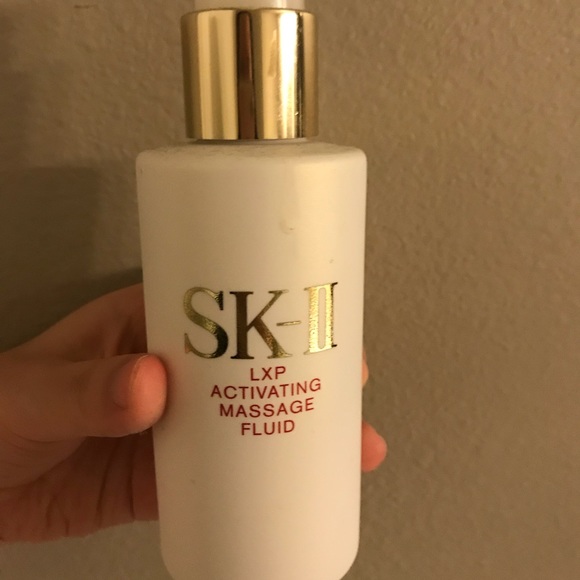 SK-II
LXP
ACTIVATING
MASSAGE
FLUID